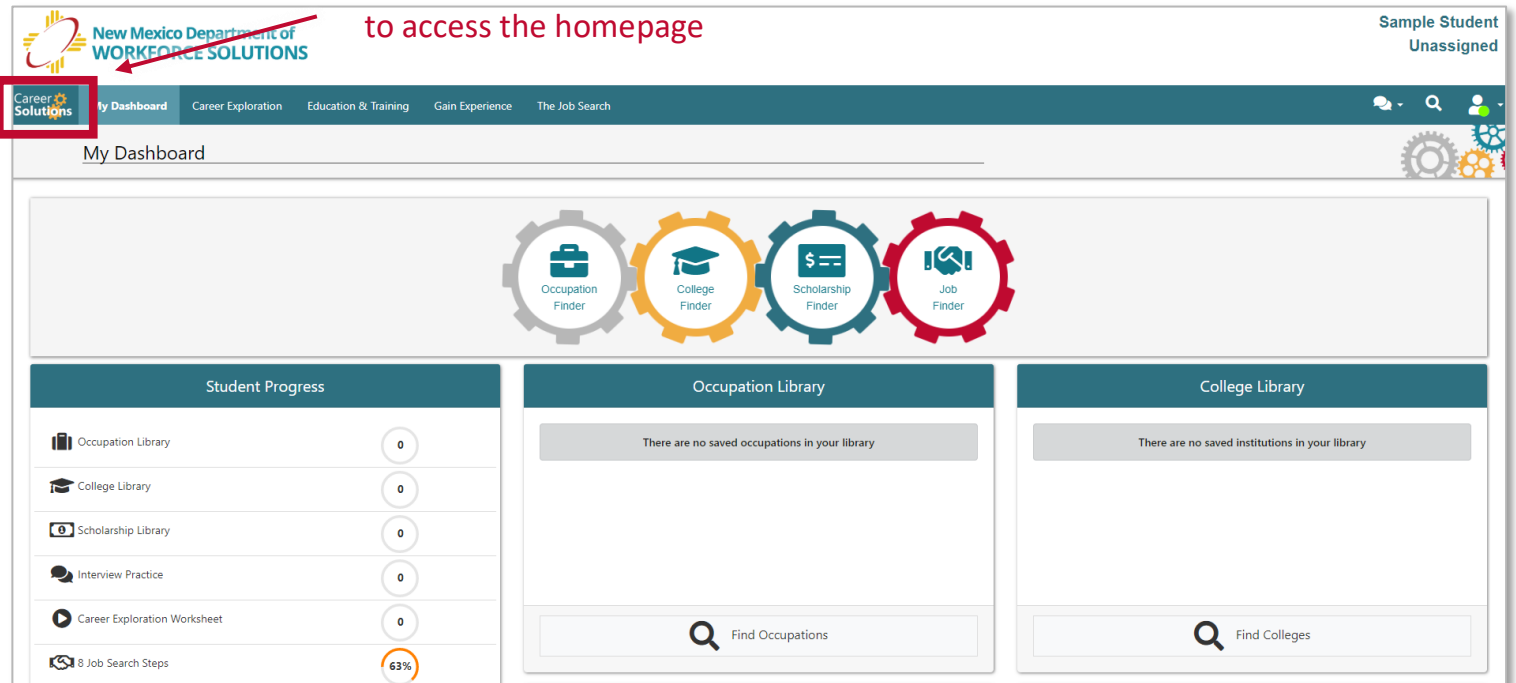 to access the homepage
New Mexico Department of
WORKFORCE SOLUTIONS
Sample Student
Unassigned
Career
Solutions
My Dashboard
Career Exploration
Education & Training
Gain Experience
The Job Search
My Dashboard
Occupation
Finder
College
Finder
$
Scholarship
Finder
Job
Finder
Student Progress
Occupation Library
0
College Library
0
Scholarship Library
0
Interview Practice
0
Career Exploration Worksheet
0
8 Job Search Steps
63%
Occupation Library
There are no saved occupations in your library
Find Occupations
College Library
There are no saved institutions in your library
Find Colleges